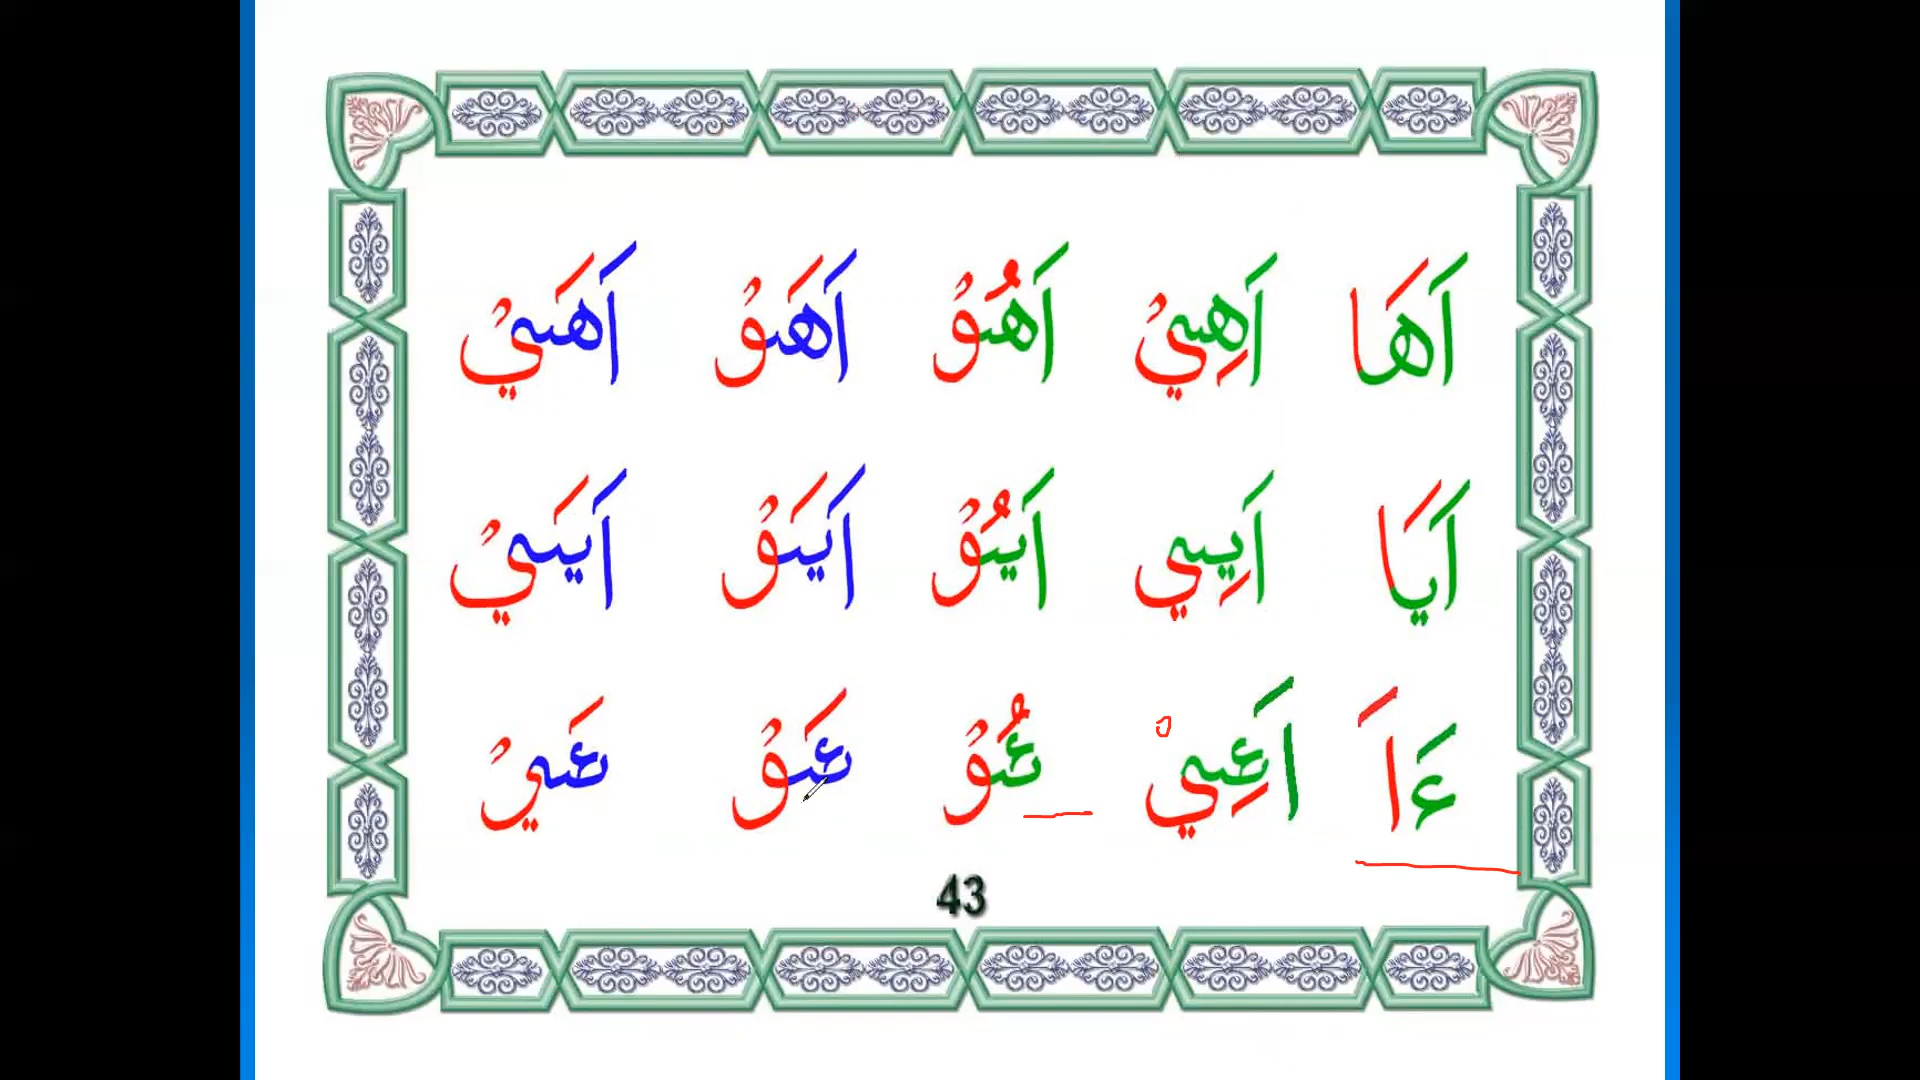 اَهَا اَهِيْ اَهُوْ اَهَوْ اَهَيْ
اَيَا اَيِي اَيُوْ اَيَوْ اَيَيْ
ءَاَ اَءِيْ ئُوْ ئَوْ ئَيْ
43